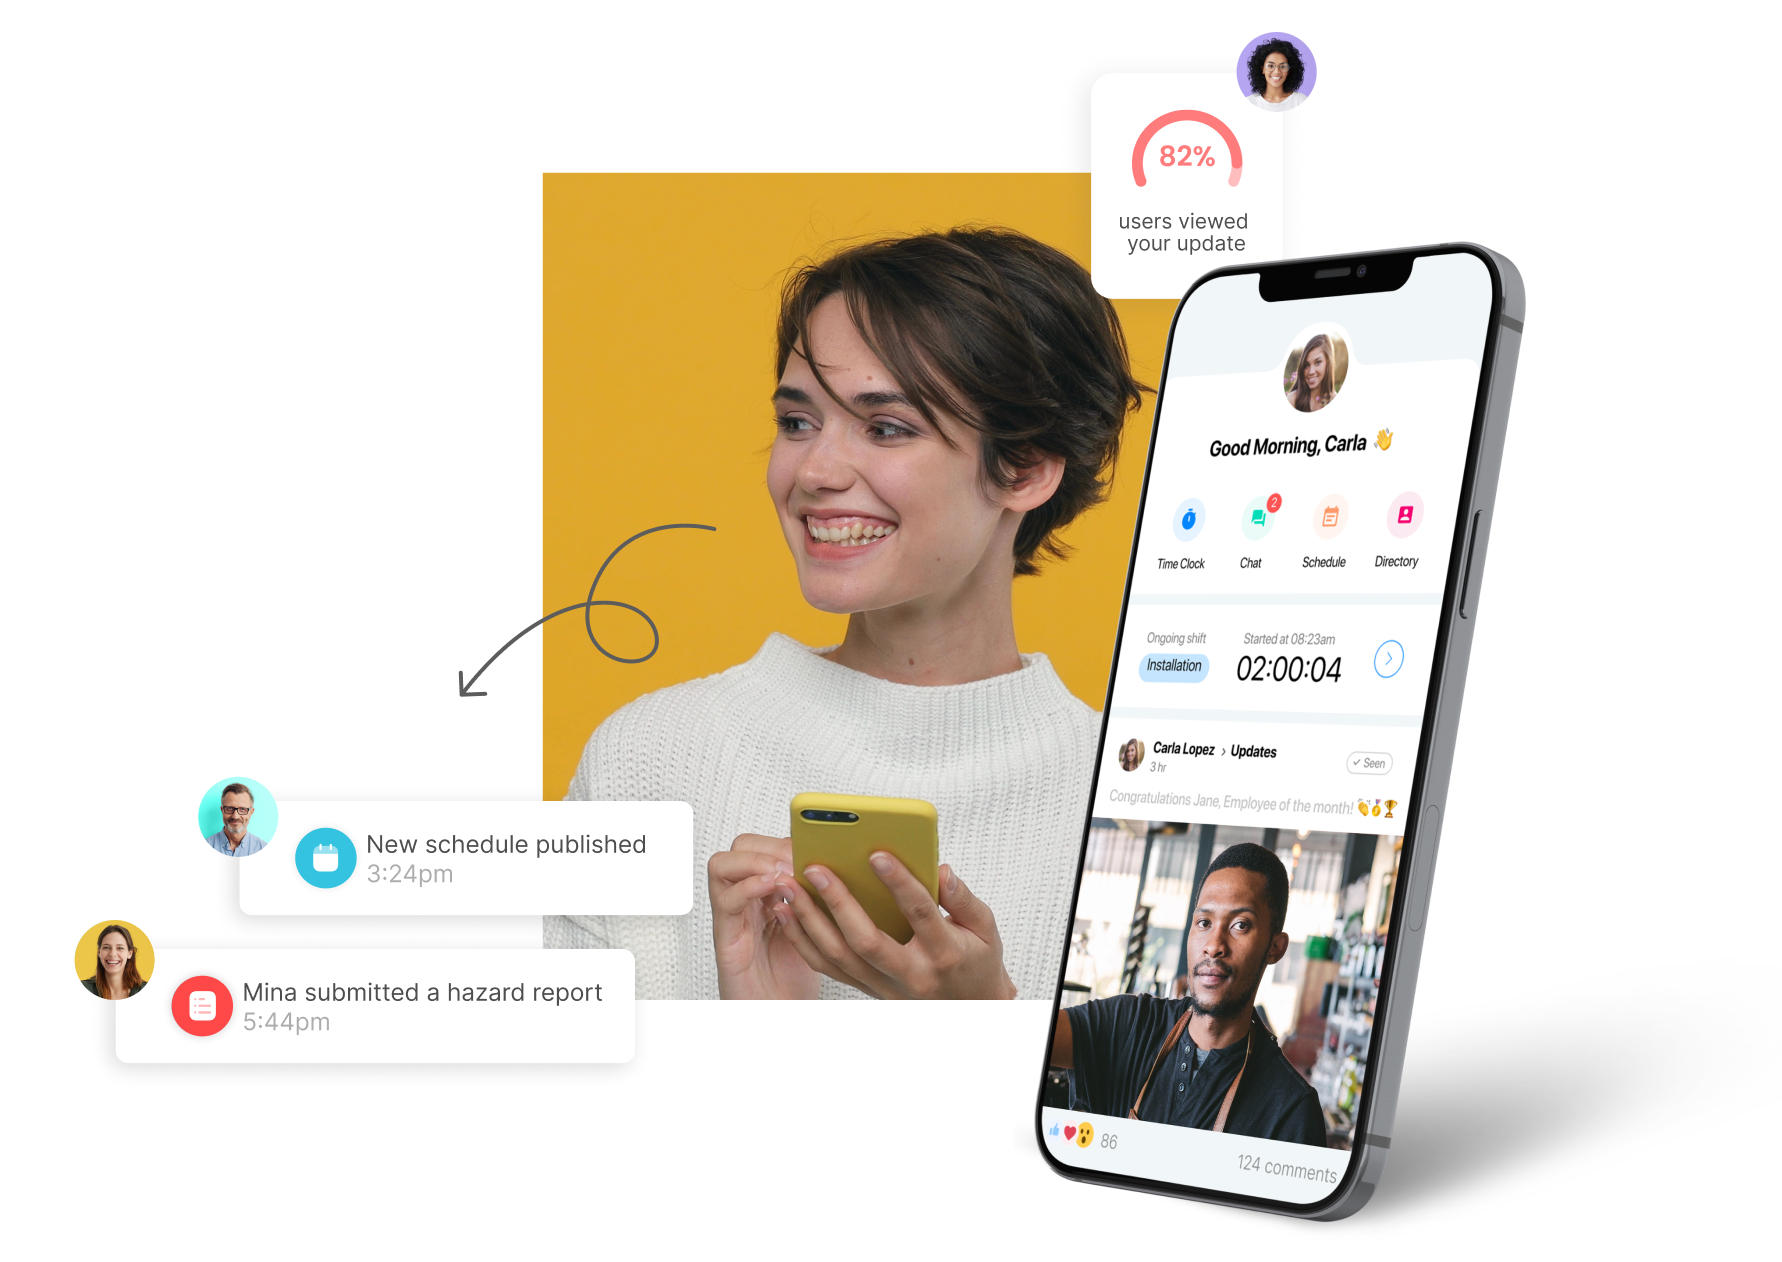 82%
users viewed
your update
Good Morning, Carla 👋
2
Time Clock
Chat
Schedule
Directory
Ongoing shift
Installation
Started at 08:23am
02:00:04
Carla Lopez › Updates
3 hr
✓ Seen
Congratulations Jane, Employee of the month! 👏🏅🏆
86
124 comments
New schedule published
3:24pm
Mina submitted a hazard report
5:44pm